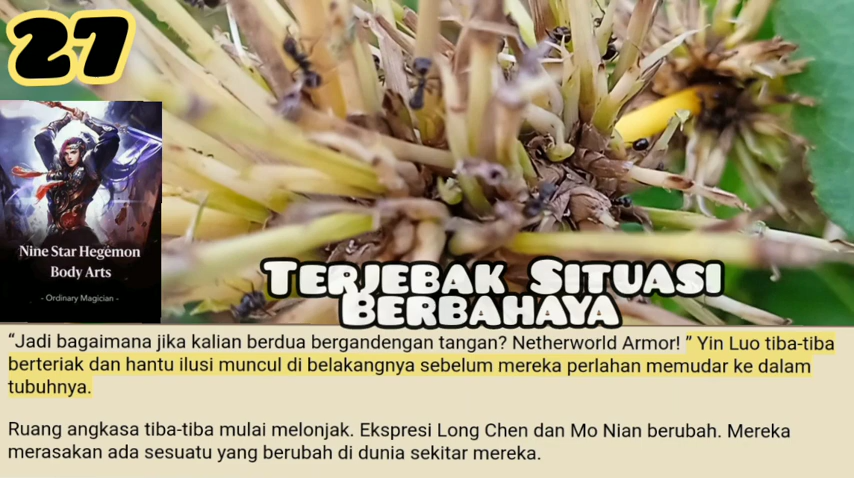 27
Nine Star Hegemon
Body Arts
- Ordinary Magician -
TERJEBAK SITUASI
BERBAHAYA
“Jadi bagaimana jika kalian berdua bergandengan tangan? Netherworld Armor! ” Yin Luo tiba-tiba
berteriak dan hantu ilusi muncul di belakangnya sebelum mereka perlahan memudar ke dalam
tubuhnya.
Ruang angkasa tiba-tiba mulai melonjak. Ekspresi Long Chen dan Mo Nian berubah. Mereka
merasakan ada sesuatu yang berubah di dunia sekitar mereka.